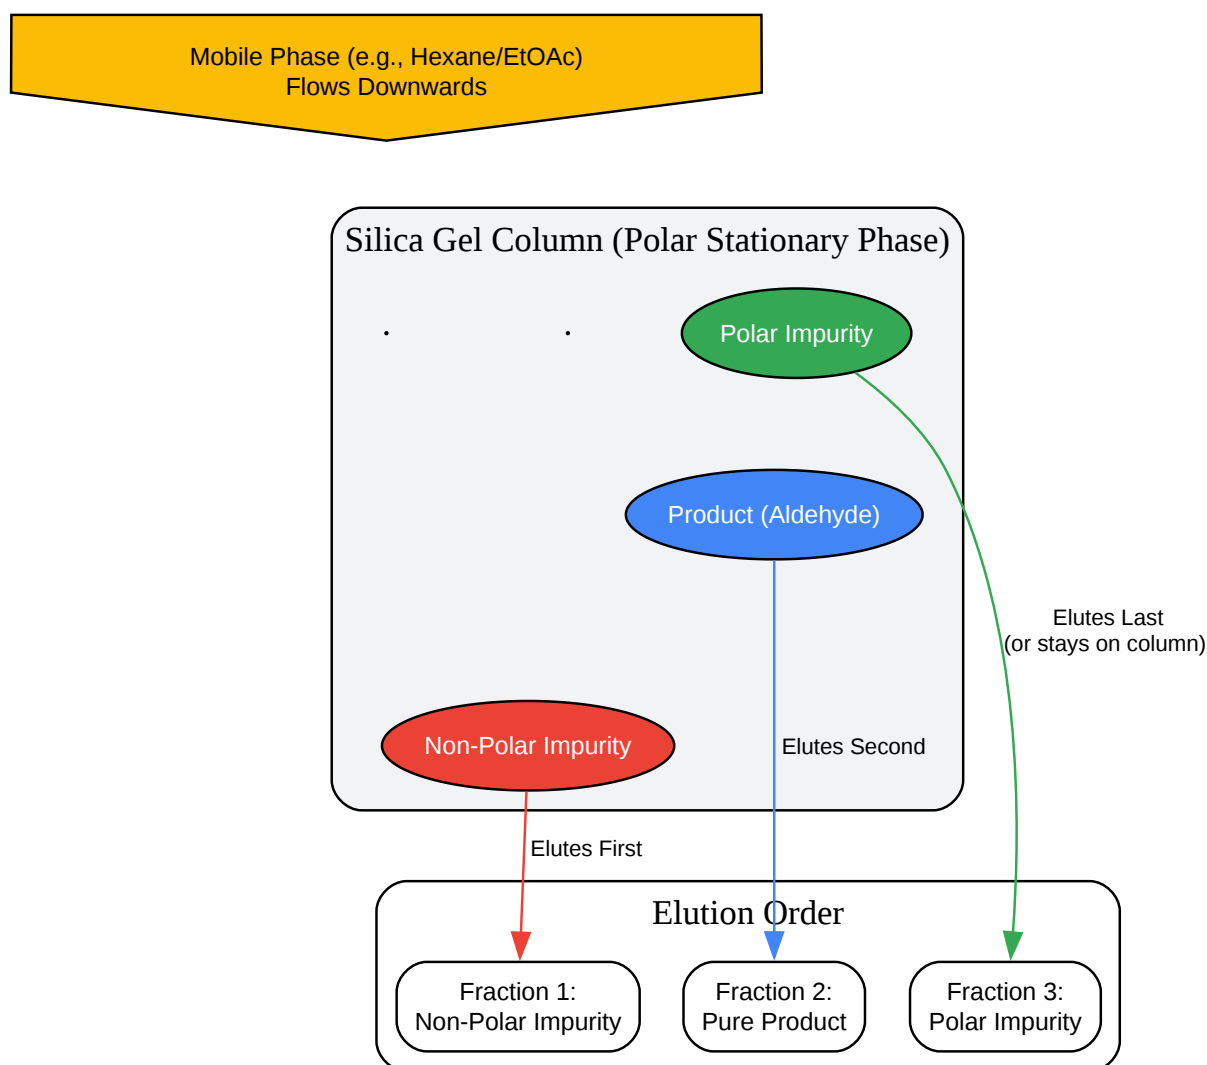 Mobile Phase (e.g., Hexane/EtOAc)
Flows Downwards
Silica Gel Column (Polar Stationary Phase)
Polar Impurity
Product (Aldehyde)
Elutes Last
(or stays on column)
Non-Polar Impurity
Elutes Second
Elutes First
Elution Order
Fraction 1:
Non-Polar Impurity
Fraction 2:
Pure Product
Fraction 3:
Polar Impurity